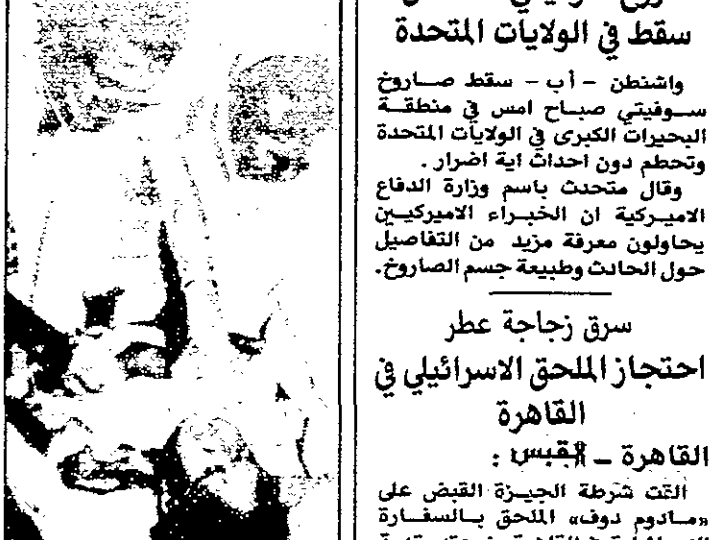 سقط في الولايات المتحدة
واشنطن – أب – سقط صاروخ
سوفيتي صباح امس في منطقة
البحيرات الكبرى في الولايات المتحدة
وتحطم دون احداث اية اضرار .
وقال متحدث باسم وزارة الدفاع
الاميركية ان الخبراء الاميركيين
يحاولون معرفة مزيد من التفاصيل
حول الحادث وطبيعة جسم الصاروخ.
سرق زجاجة عطر
احتجاز الملحق الاسرائيلي في
القاهرة
القاهرة – القبس :
القت شرطة الجيزة القبض على
«مادوم دوف» الملحق بالسفارة